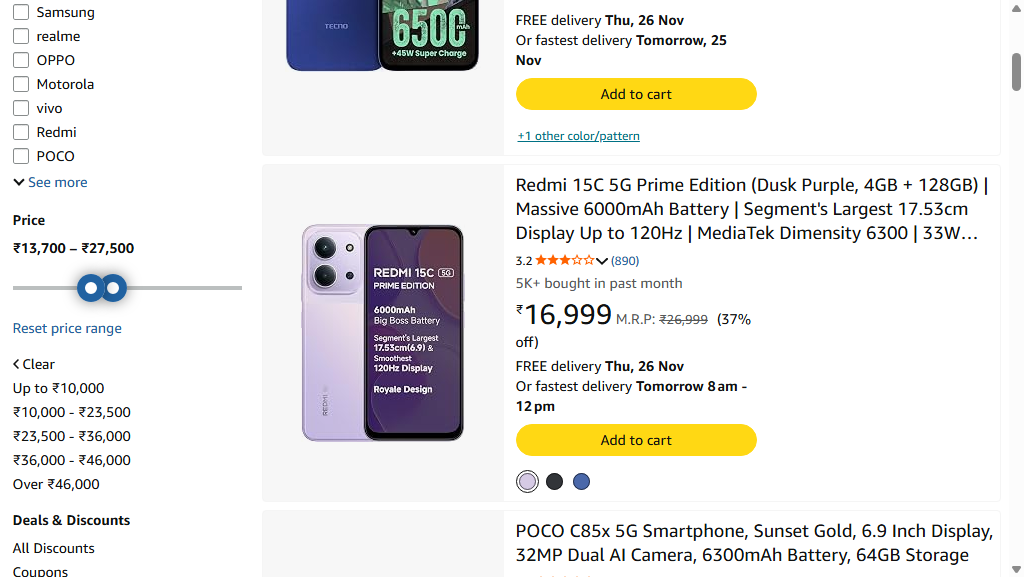 Samsung
realme
OPPO
Motorola
vivo
Redmi
POCO
See more
Price
₹13,700 – ₹27,500
Reset price range
Clear
Up to ₹10,000
₹10,000 - ₹23,500
₹23,500 - ₹36,000
₹36,000 - ₹46,000
Over ₹46,000
Deals & Discounts
All Discounts
Coupons
TECNO
6500mAh
+45W Super Charge
FREE delivery Thu, 26 Nov
Or fastest delivery Tomorrow, 25
Nov
Add to cart
+1 other color/pattern
REDMI 15C 5G
PRIME EDITION
6000mAh
Big Boss Battery
Segment's Largest
17.53cm(6.9) &
Smoothest
120Hz Display
Royale Design
REDMI
Redmi 15C 5G Prime Edition (Dusk Purple, 4GB + 128GB) |
Massive 6000mAh Battery | Segment's Largest 17.53cm
Display Up to 120Hz | MediaTek Dimensity 6300 | 33W…
3.2 (890)
5K+ bought in past month
₹16,999 M.R.P: ₹26,999 (37%
off)
FREE delivery Thu, 26 Nov
Or fastest delivery Tomorrow 8 am -
12 pm
Add to cart
POCO C85x 5G Smartphone, Sunset Gold, 6.9 Inch Display,
32MP Dual AI Camera, 6300mAh Battery, 64GB Storage